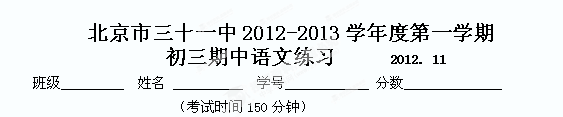 北京市三十一中 2012-2013 学年度第一学期
初三期中语文练习 2012. 11
班级________ 姓名 _________ 学号_________ 分数____________
（考试时间 150 分钟）